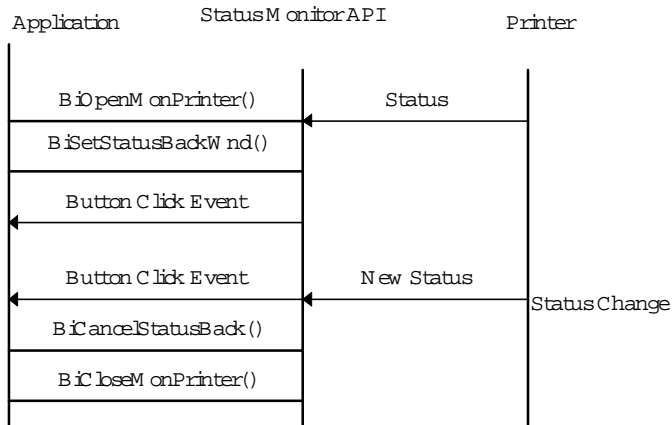 Application
StatusMonitorAPI
Printer
BiOpenMonPrinter()
Status
BiSetStatusBackWnd()
Button Click Event
Button Click Event
New Status
StatusChange
BiCancelStatusBack()
BiCloseMonPrinter()